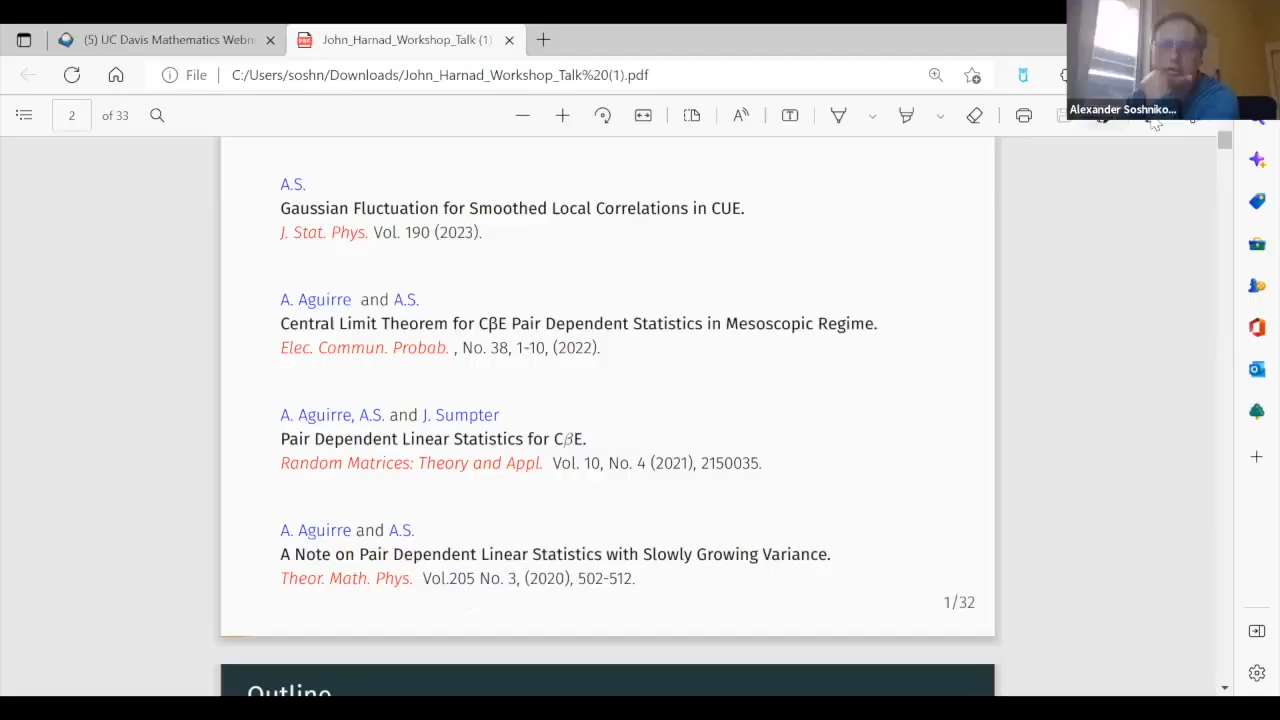 (5) UC Davis Mathematics Webm
John_Harnad_Workshop_Talk (1)
File
C:/Users/soshn/Downloads/John_Harnad_Workshop_Talk%20(1).pdf
Alexander Soshniko...
2 of 33
A.S.
Gaussian Fluctuation for Smoothed Local Correlations in CUE.
J. Stat. Phys. Vol. 190 (2023).
A. Aguirre and A.S.
Central Limit Theorem for CβE Pair Dependent Statistics in Mesoscopic Regime.
Elec. Commun. Probab. , No. 38, 1-10, (2022).
A. Aguirre, A.S. and J. Sumpter
Pair Dependent Linear Statistics for CβE.
Random Matrices: Theory and Appl. Vol. 10, No. 4 (2021), 2150035.
A. Aguirre and A.S.
A Note on Pair Dependent Linear Statistics with Slowly Growing Variance.
Theor. Math. Phys. Vol.205 No. 3, (2020), 502-512.
1/32
Outline